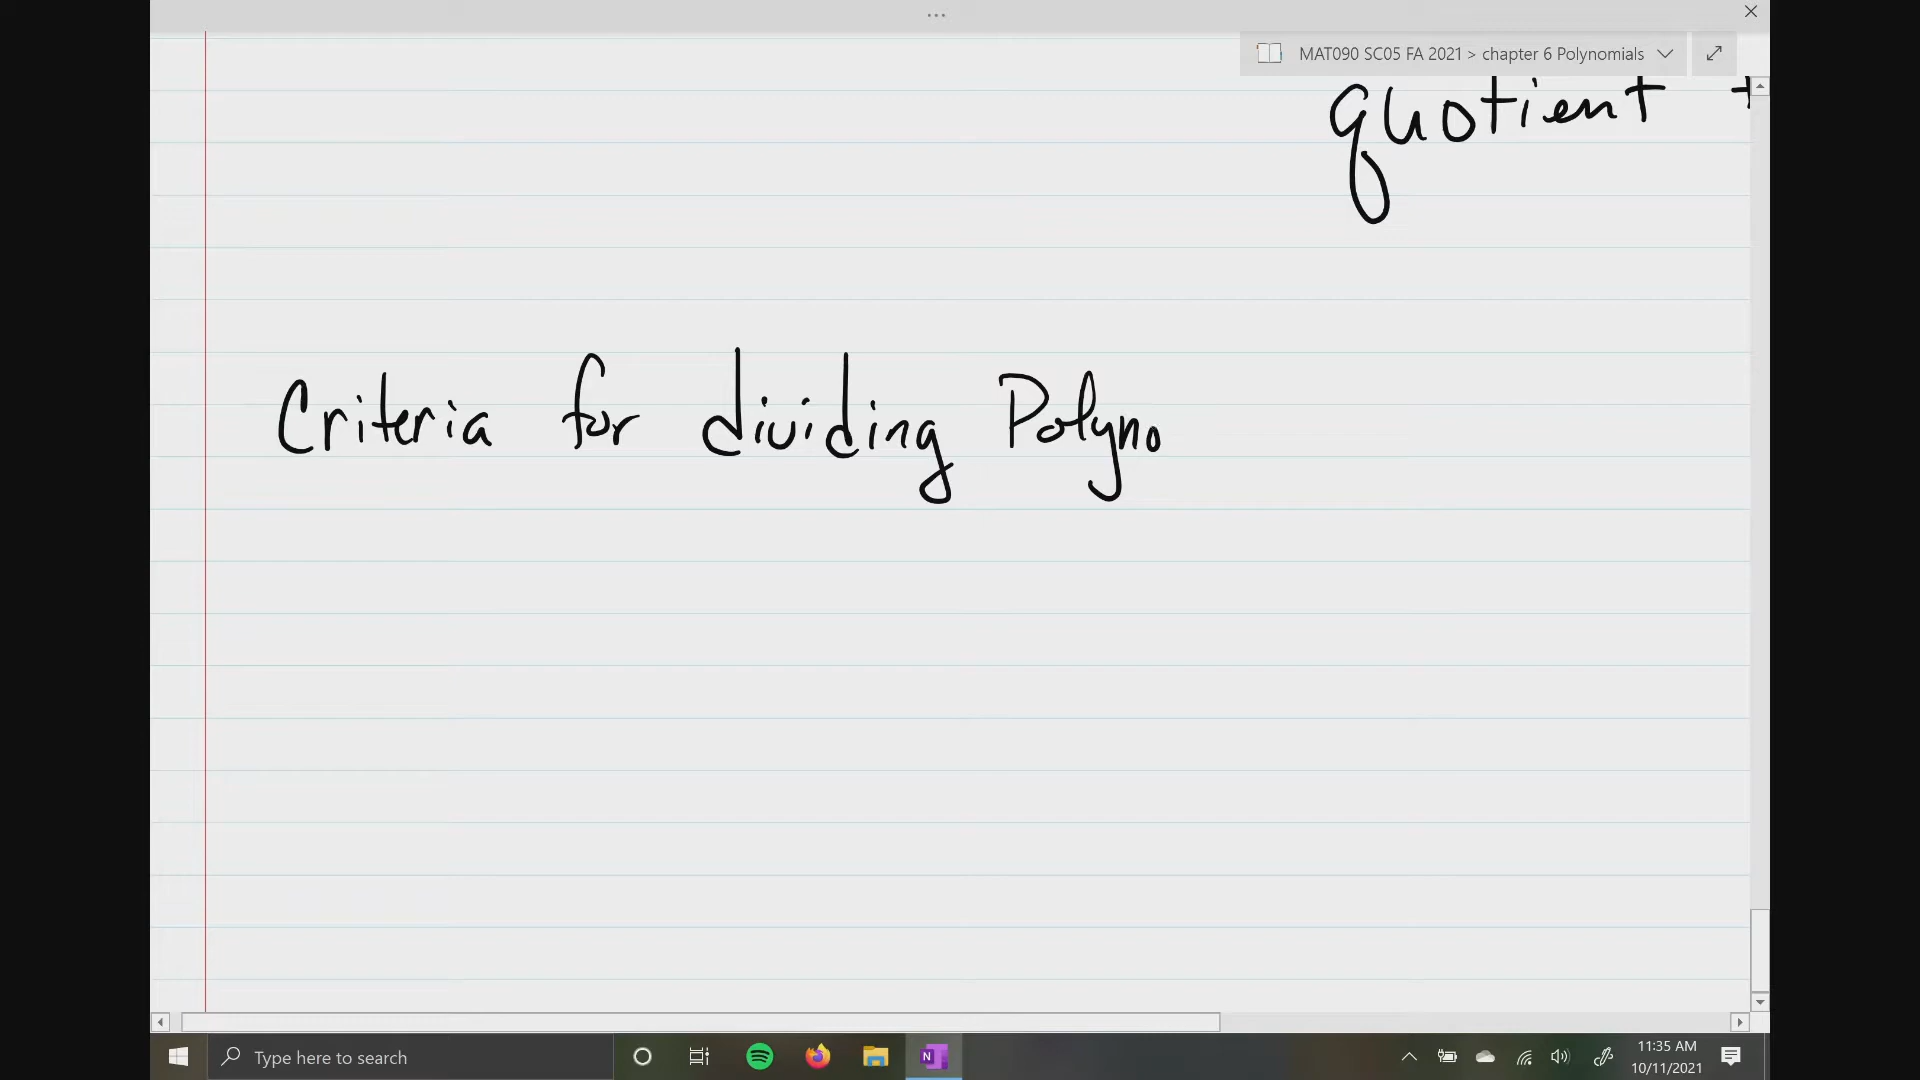 ...
MAT090 SC05 FA 2021 > chapter 6 Polynomials
quotient +
Criteria for dividing Polyno
Type here to search
N
11:35 AM
10/11/2021